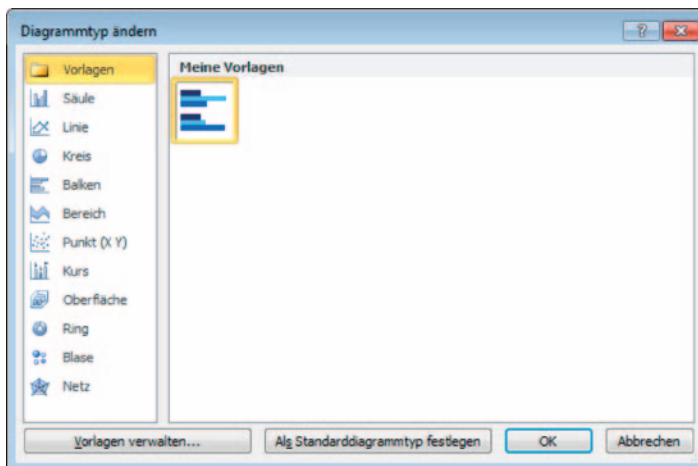 Diagrammtyp ändern
Vorlagen
Säule
Linie
Kreis
Balken
Bereich
Punkt (X Y)
Kurs
Oberfläche
Ring
Blase
Netz
Meine Vorlagen
Vorlagen verwalten...
Als Standarddiagrammtyp festlegen
OK
Abbrechen